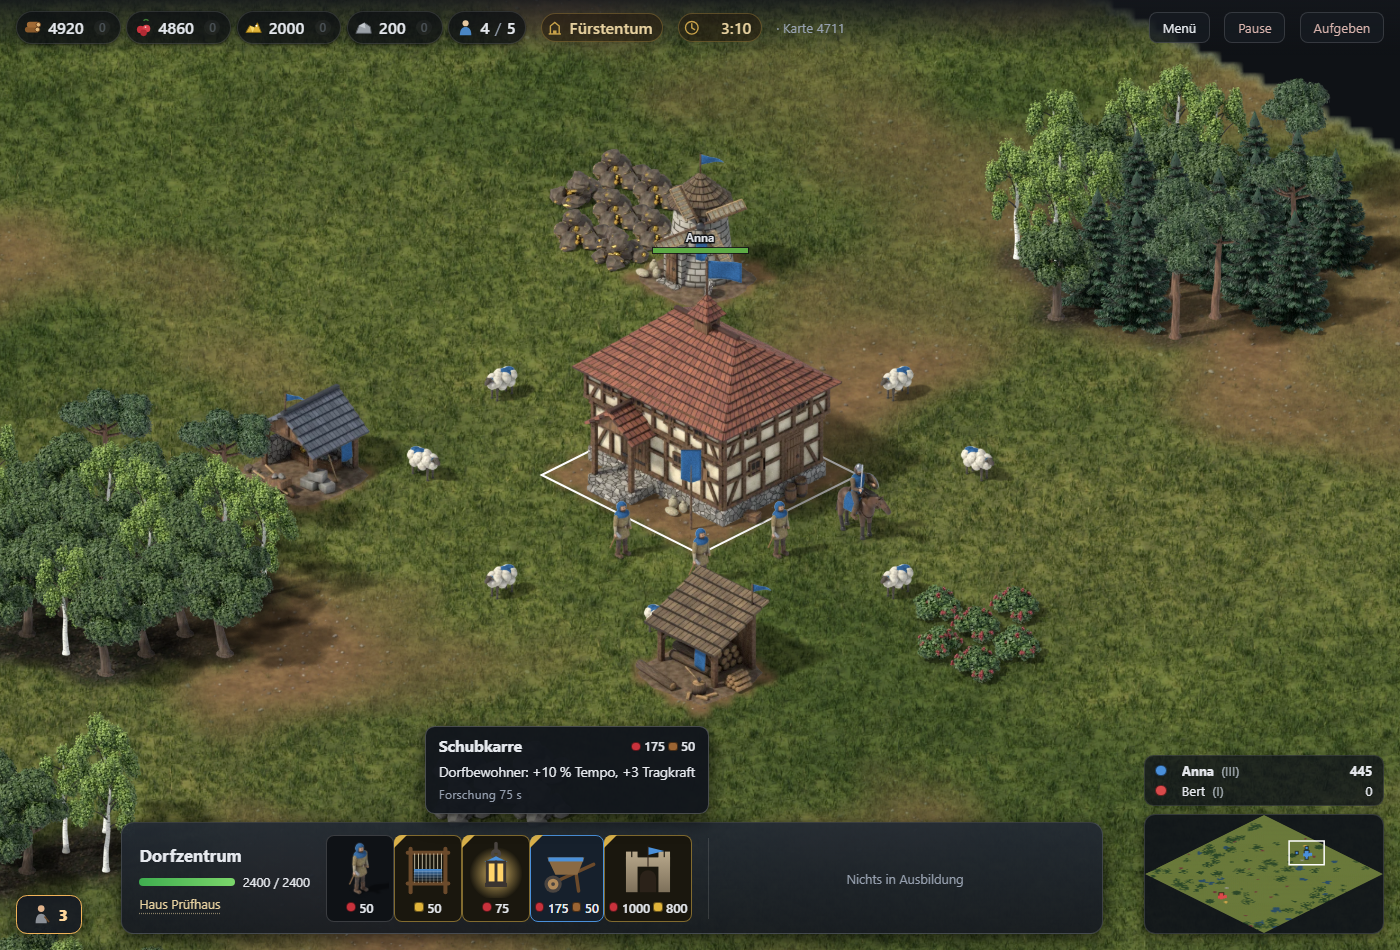 4920 0 4860 0 2000 0 200 0 4 / 5 Fürstentum 3:10 · Karte 4711 Menü Pause Aufgeben
Anna
Schubkarre 175 50
Dorfbewohner: +10 % Tempo, +3 Tragkraft
Forschung 75 s
Anna (III) 445
Bert (I) 0
Dorfzentrum
2400 / 2400
Haus Prüfhaus
50 50 75 175 50 1000 800
Nichts in Ausbildung
3